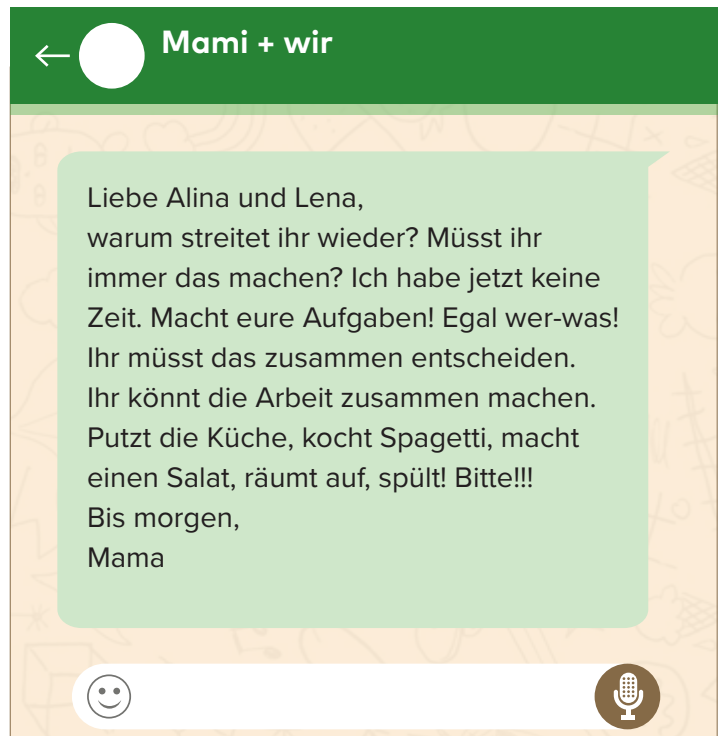 Mami + wir
Liebe Alina und Lena,
warum streitet ihr wieder? Müsst ihr
immer das machen? Ich habe jetzt keine
Zeit. Macht eure Aufgaben! Egal wer-was!
Ihr müsst das zusammen entscheiden.
Ihr könnt die Arbeit zusammen machen.
Putzt die Küche, kocht Spagetti, macht
einen Salat, räumt auf, spült! Bitte!!!
Bis morgen,
Mama